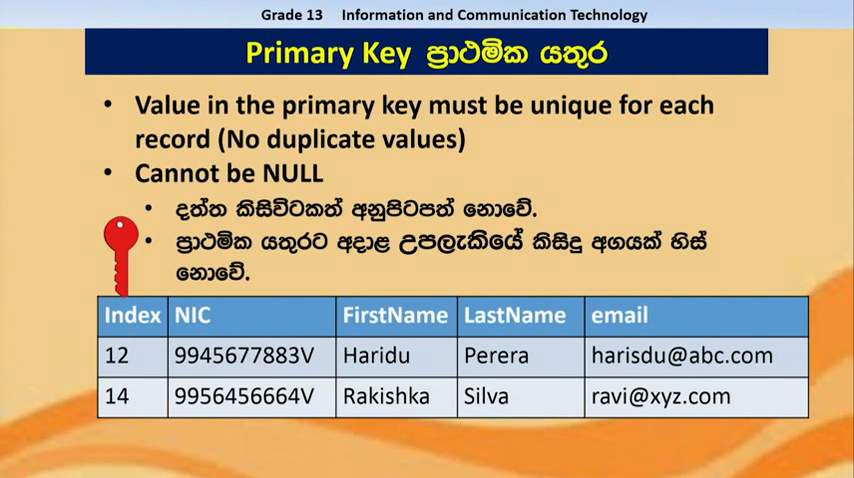 Grade 13 Information and Communication Technology
Primary Key ප්‍රාථමික යතුර
• Value in the primary key must be unique for each
record (No duplicate values)
• Cannot be NULL
• දත්ත කිසිවිටකත් අනුපිටපත් නොවේ.
• ප්‍රාථමික යතුරට අදාළ උපලැකියේ කිසිදු අගයක් හිස්
නොවේ.
Index NIC FirstName LastName email
12 9945677883V Haridu Perera harisdu@abc.com
14 9956456664V Rakishka Silva ravi@xyz.com